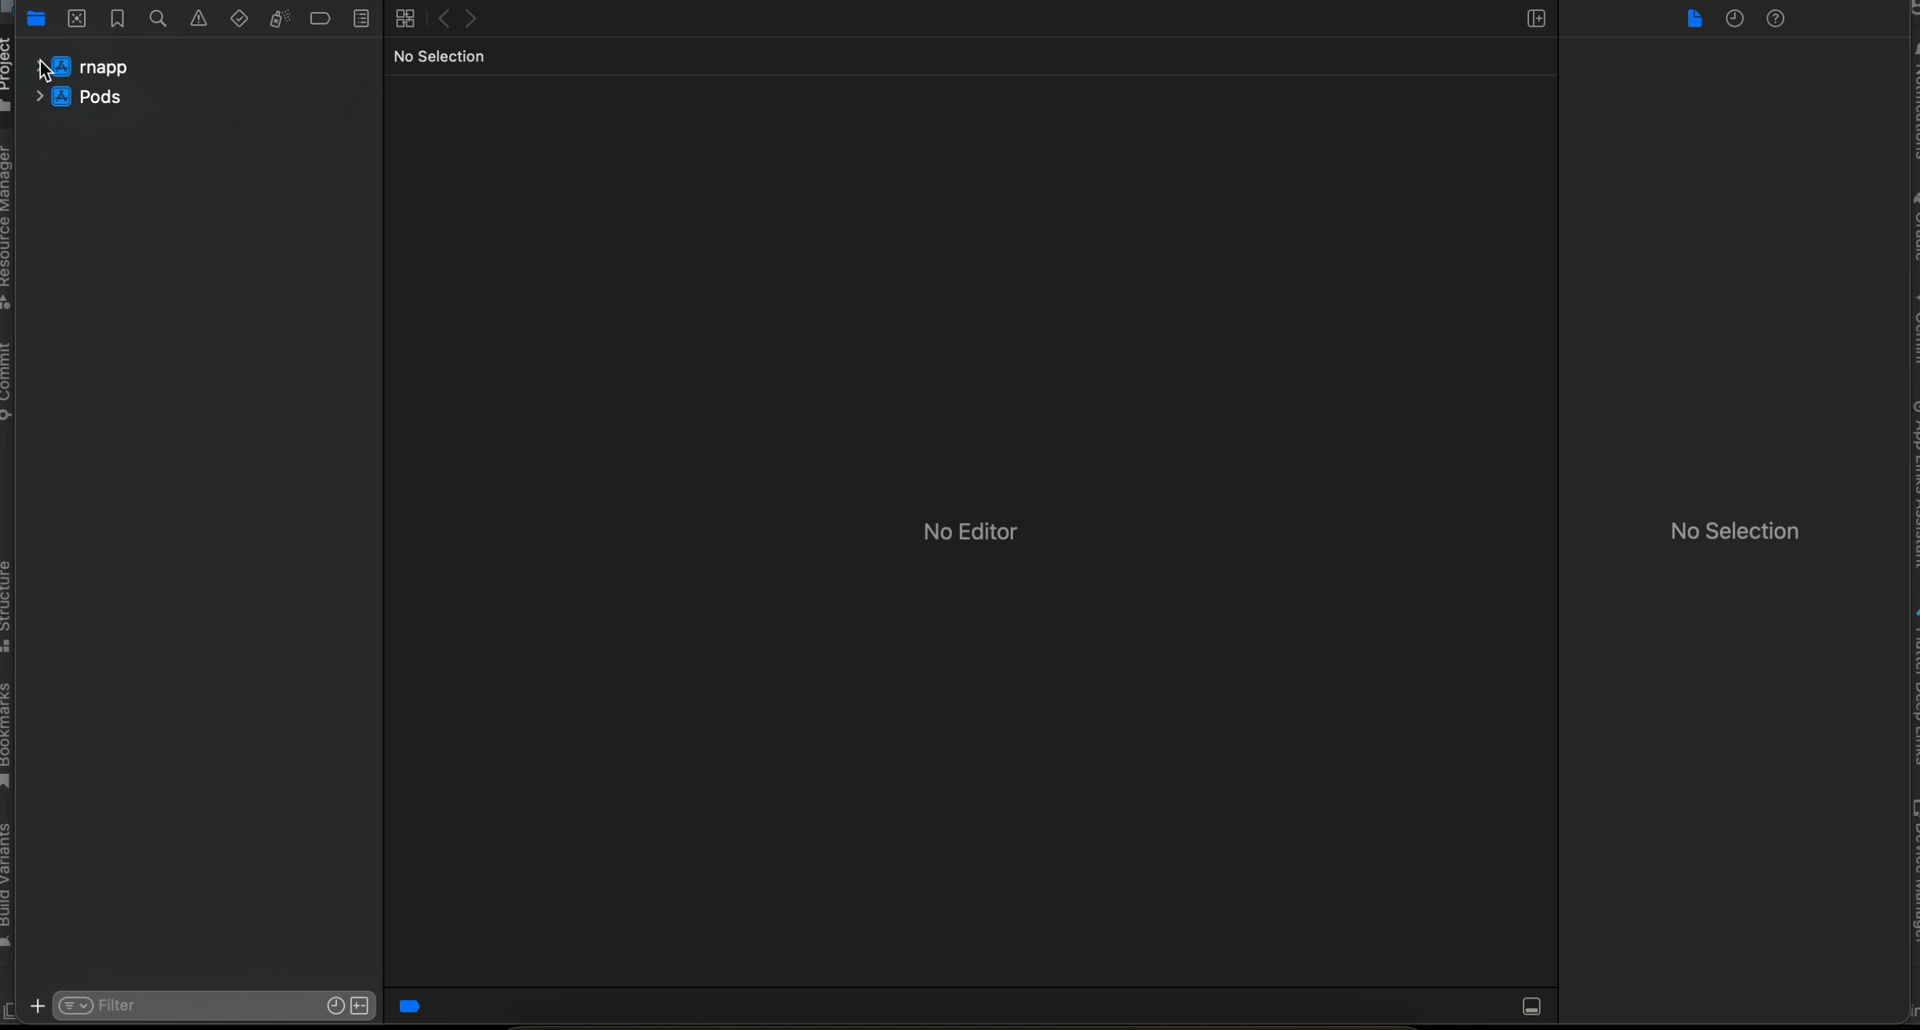 rnapp
Pods
No Selection
No Editor
No Selection
Filter
Project
Resource Manager
Commit
Structure
Bookmarks
Build Variants